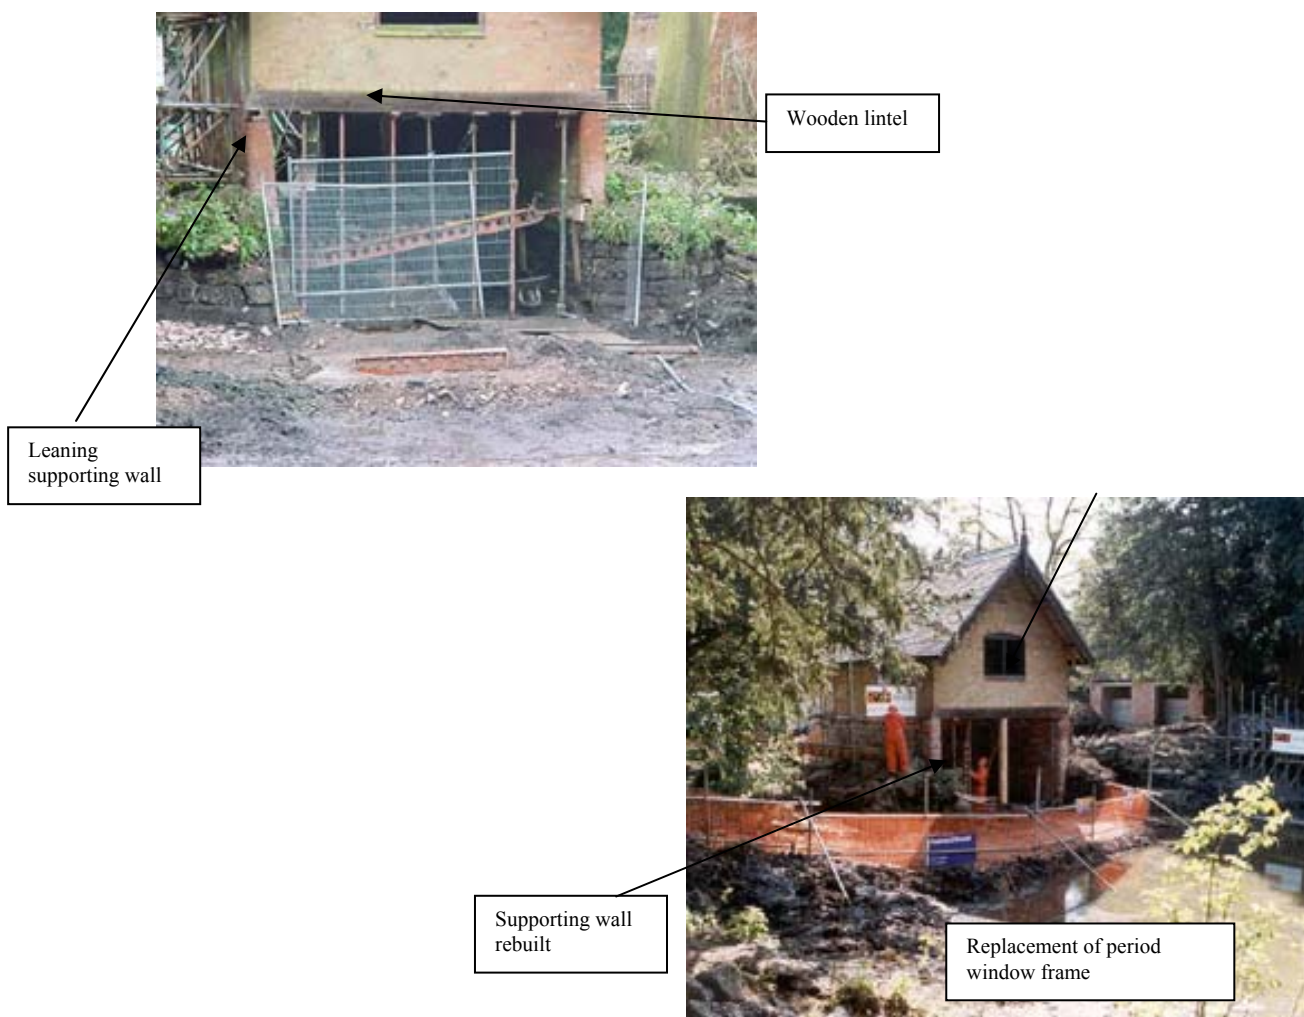 Wooden lintel
Leaning
supporting wall
Supporting wall
rebuilt
Replacement of period
window frame